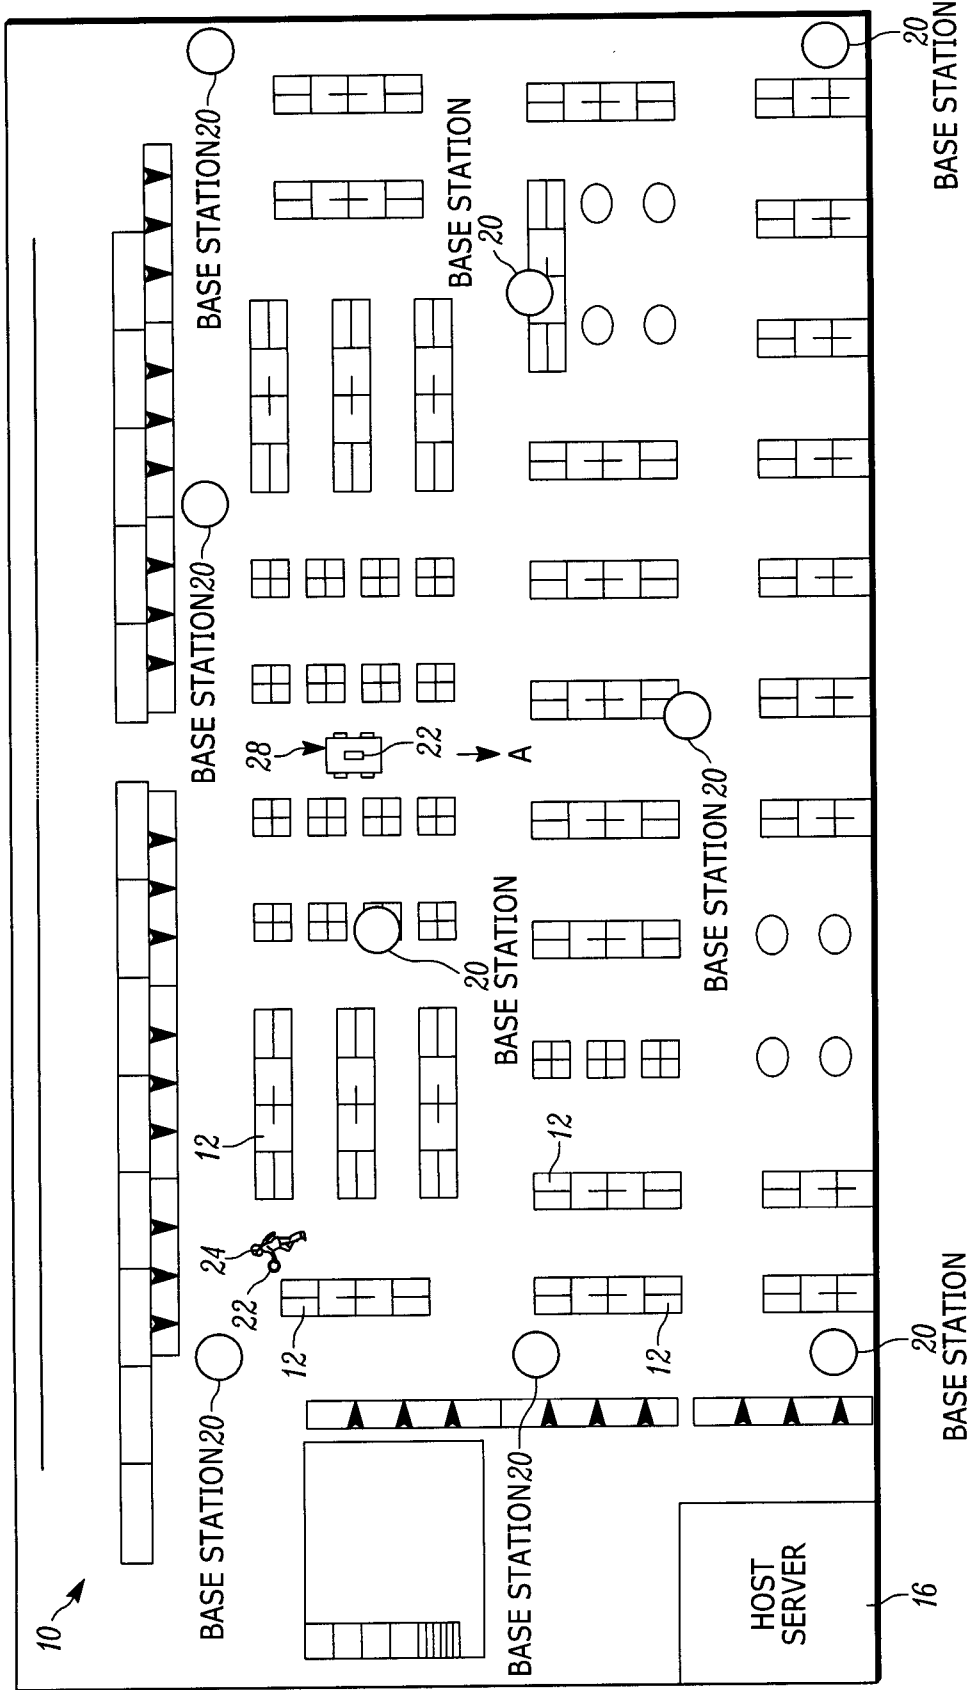 10
BASE STATION 20
BASE STATION 20
BASE STATION 20
BASE STATION
20
22
24
12
12
28
22
A
BASE STATION
20
12
12
BASE STATION
20
BASE STATION 20
BASE STATION 20
HOST
SERVER
16
BASE STATION
20
BASE STATION
20